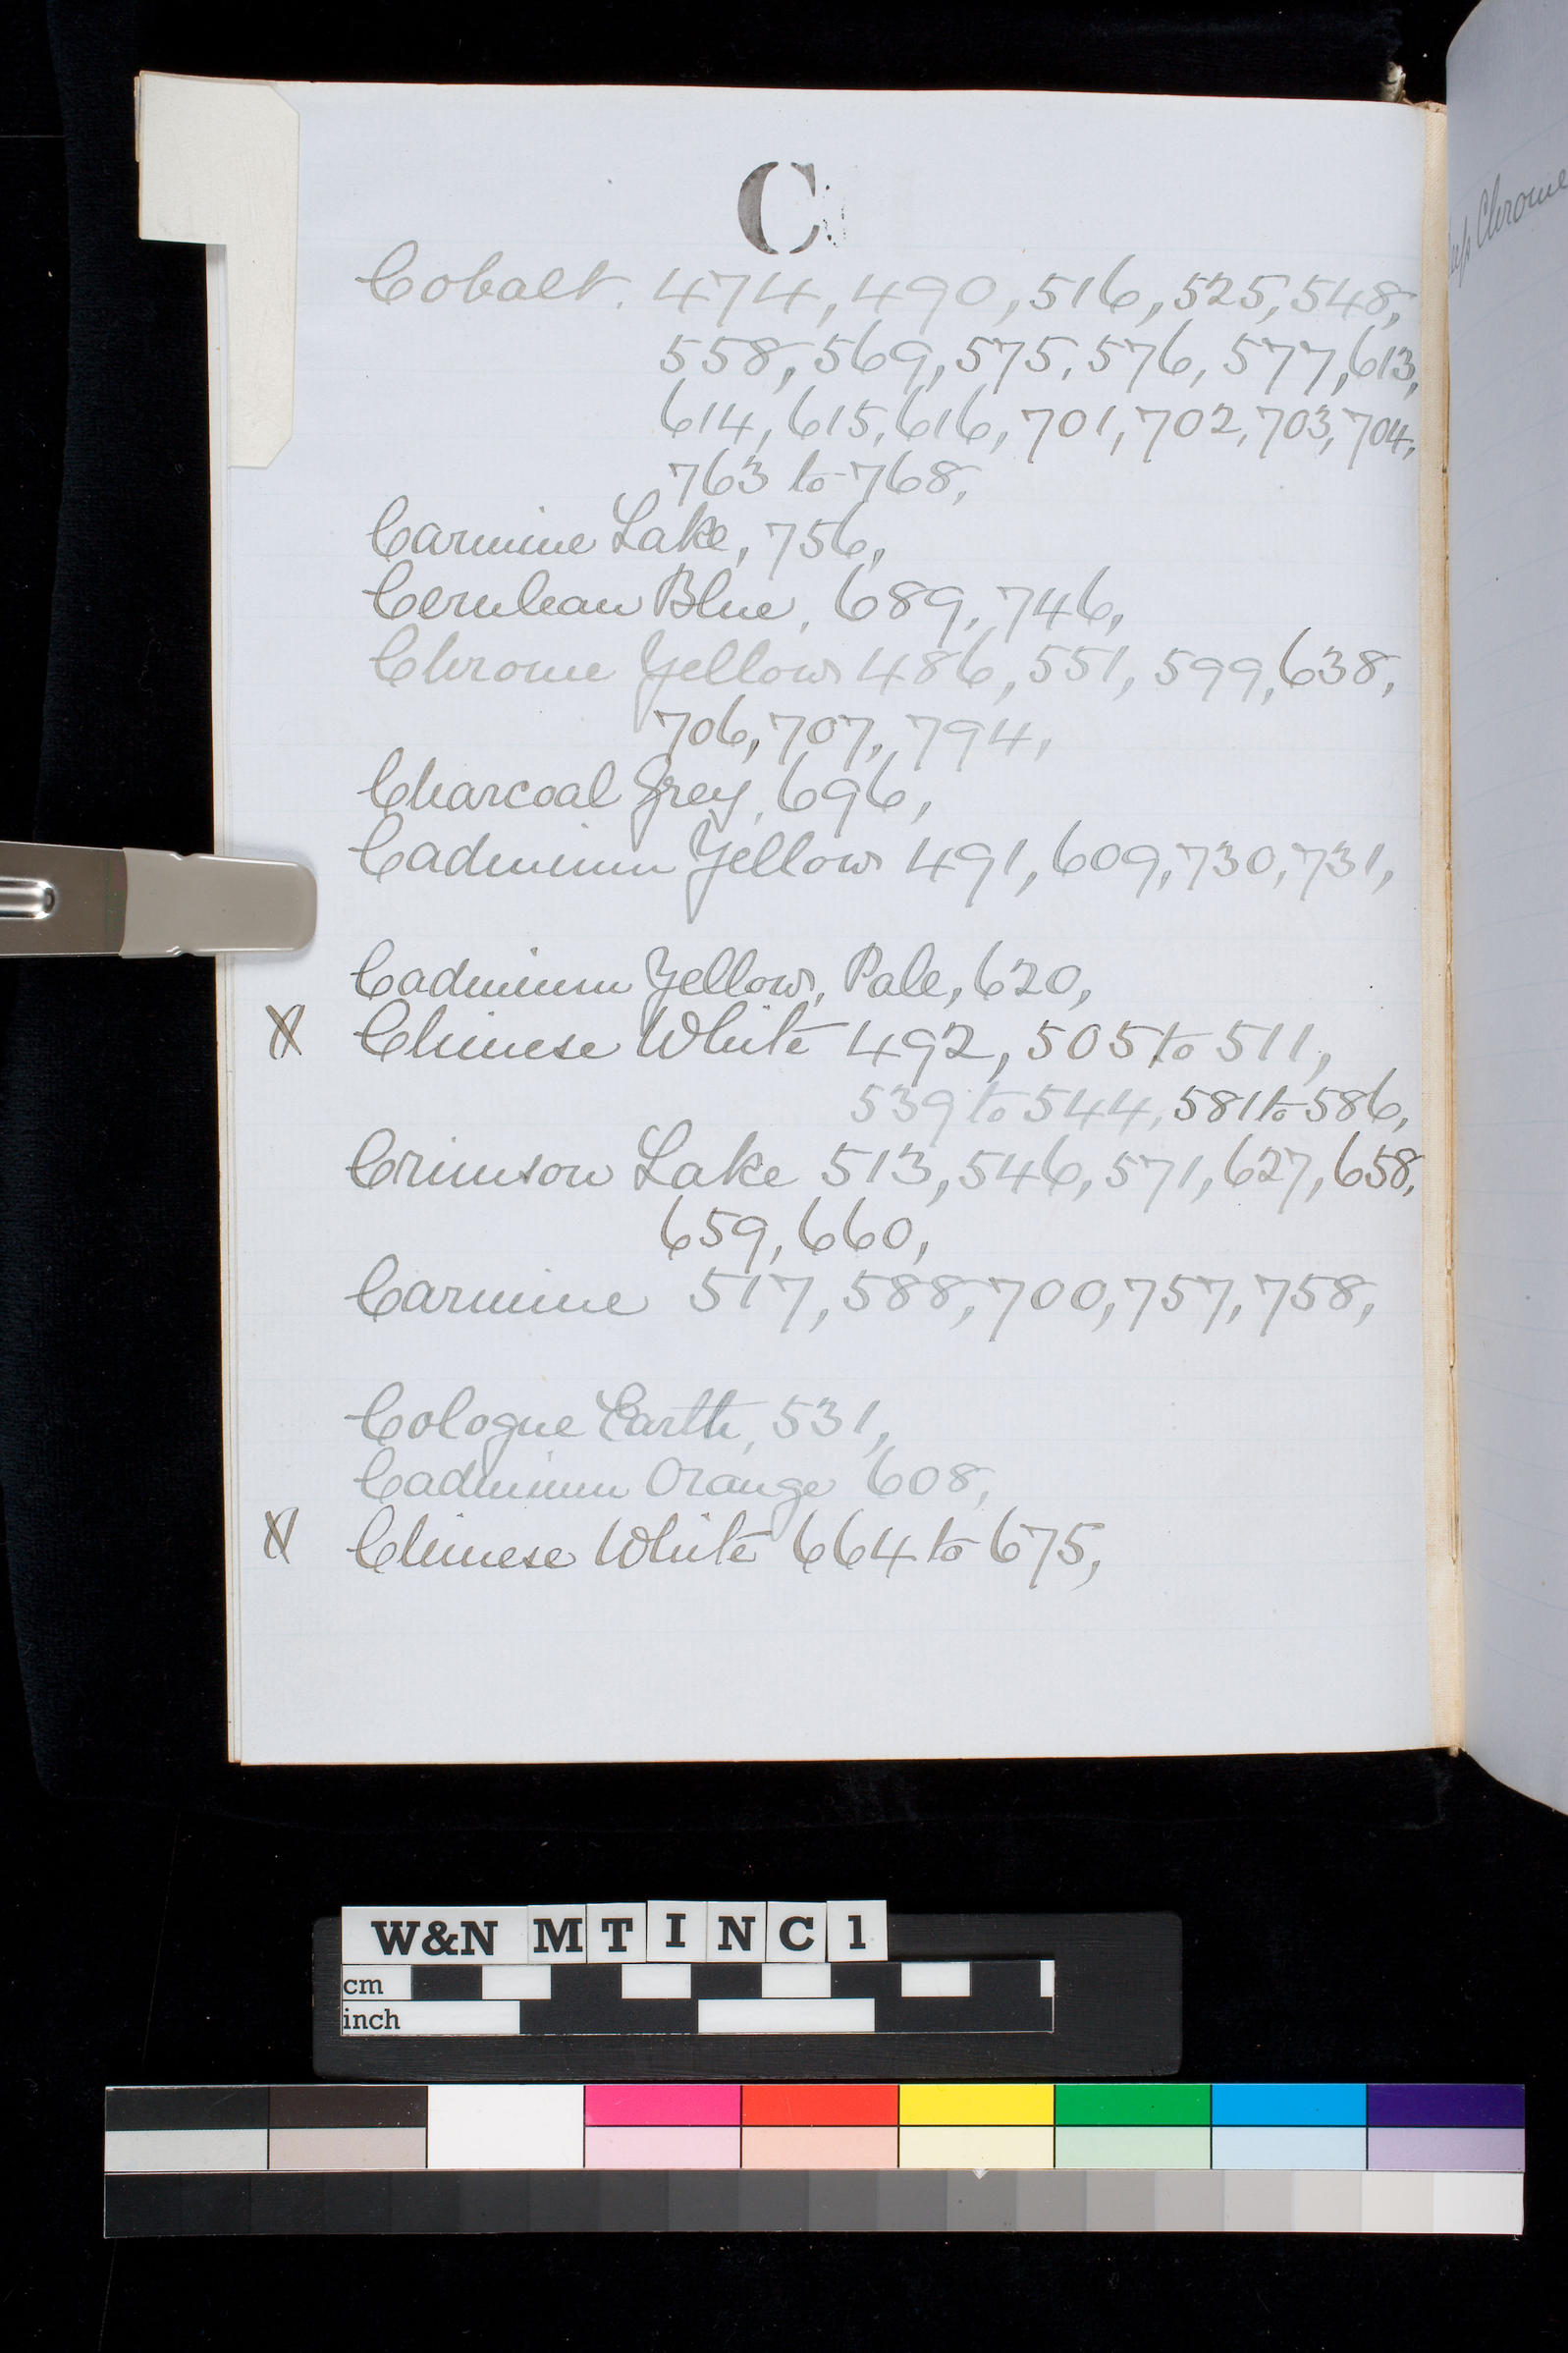 C
Cobalt. 474, 490, 516, 525, 548,
558, 569, 575, 576, 577, 613,
614, 615, 616, 701, 702, 703, 704,
763 to 768,
Carmine Lake, 756,
Cerulean Blue, 689, 746,
Chrome Yellow 486, 551, 599, 638,
706, 707, 794,
Charcoal Grey, 696,
Cadmium Yellow 491, 609, 730, 731,
Cadmium Yellow, Pale, 620,
X Chinese White 492, 505 to 511,
539 to 544, 581 to 586,
Crimson Lake 513, 546, 571, 627, 658,
659, 660,
Carmine 517, 588, 700, 757, 758,
Cologne Earth, 531,
Cadmium Orange 608,
X Chinese White 664 to 675,
Chrome
W&N M T I N C 1
cm
inch